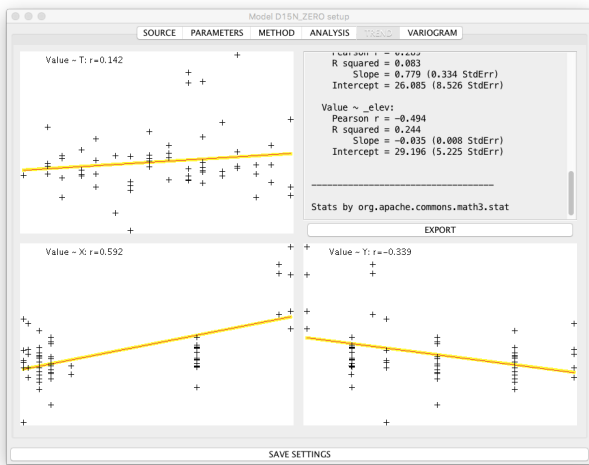 Model D15N_ZERO setup
SOURCE PARAMETERS METHOD ANALYSIS TREND VARIOGRAM
Value ~ T: r=0.142
Pearson r = 0.289
R squared = 0.083
Slope = 0.779 (0.334 StdErr)
Intercept = 26.085 (8.526 StdErr)
Value ~ _elev:
Pearson r = -0.494
R squared = 0.244
Slope = -0.035 (0.008 StdErr)
Intercept = 29.196 (5.225 StdErr)
-----------------------------------
Stats by org.apache.commons.math3.stat
EXPORT
Value ~ X: r=0.592
Value ~ Y: r=-0.339
SAVE SETTINGS